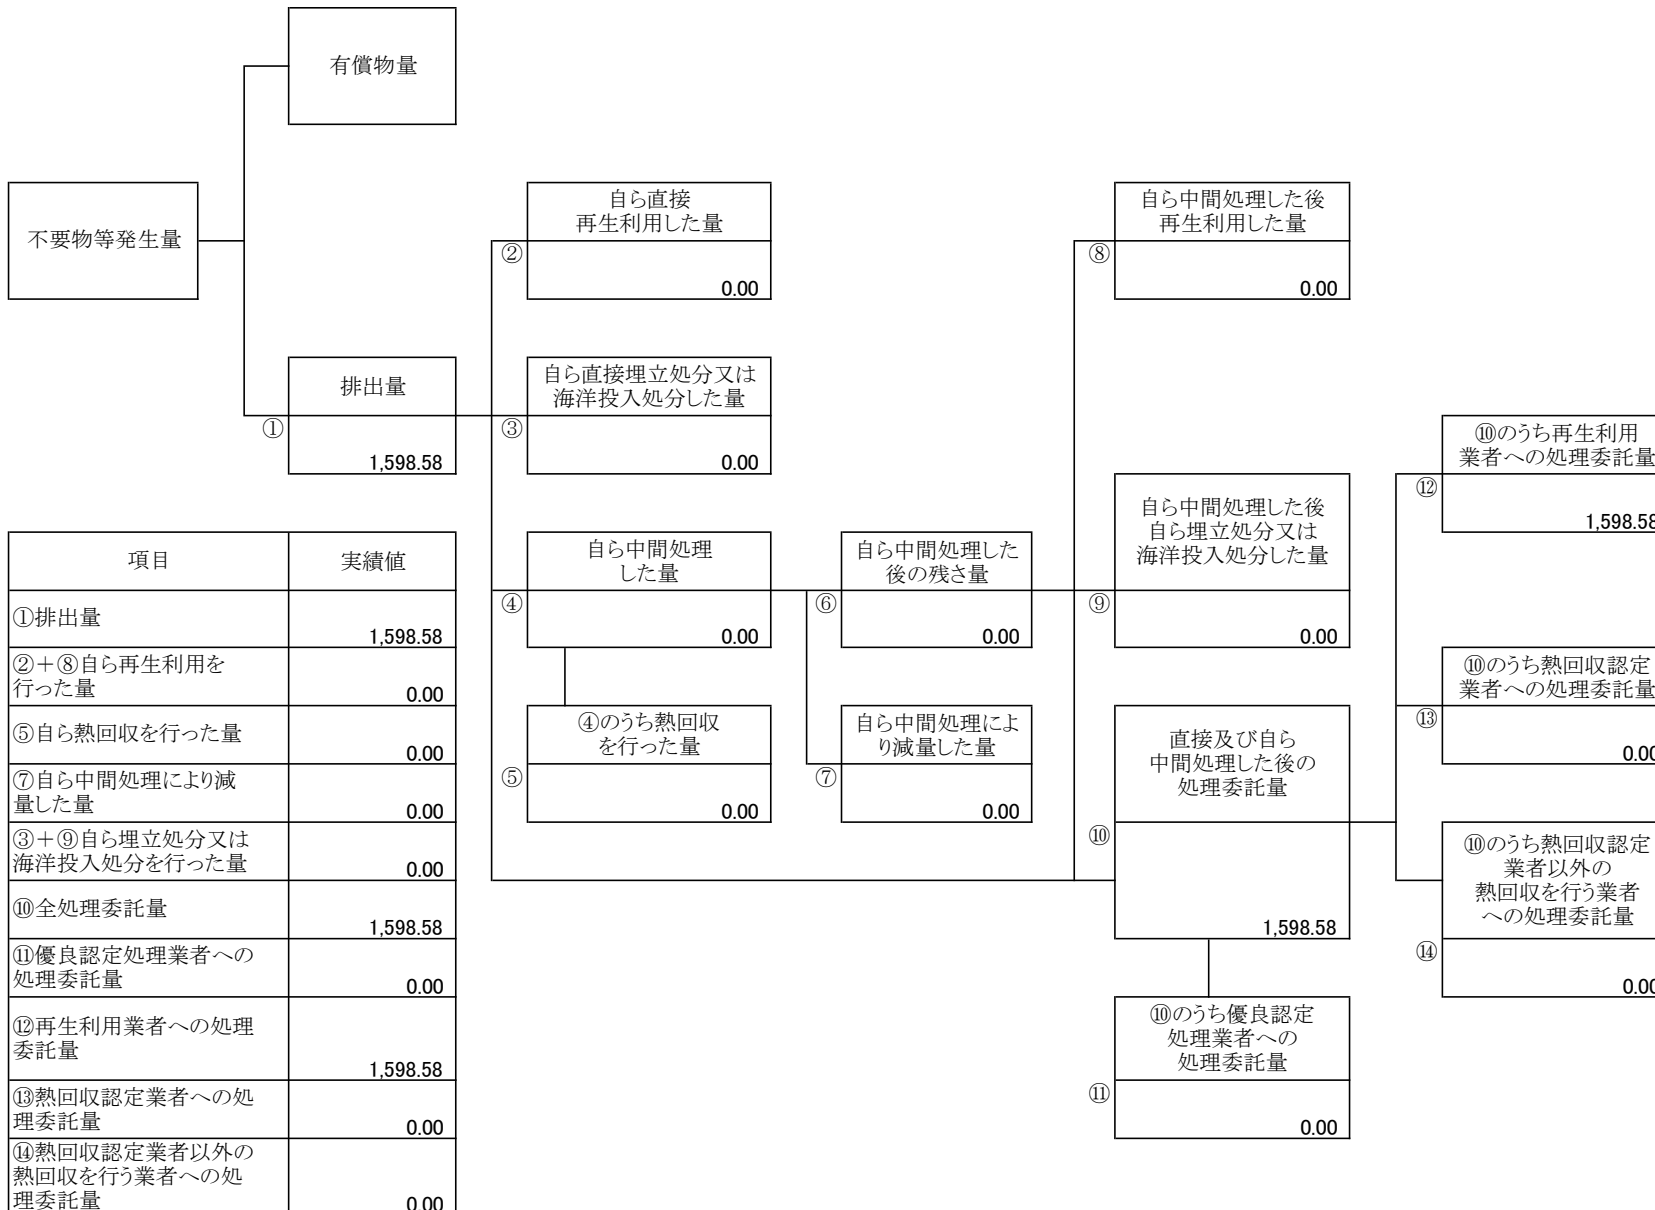 有償物量
不要物等発生量
自ら直接
再生利用した量
②
0.00
自ら中間処理した後
再生利用した量
⑧
0.00
排出量
①
1,598.58
自ら直接埋立処分又は
海洋投入処分した量
③
0.00
⑩のうち再生利用
業者への処理委託量
⑫
1,598.58
自ら中間処理
した量
④
0.00
自ら中間処理した
後の残さ量
⑥
0.00
自ら中間処理した後
自ら埋立処分又は
海洋投入処分した量
⑨
0.00
④のうち熱回収
を行った量
⑤
0.00
自ら中間処理によ
り減量した量
⑦
0.00
直接及び自ら
中間処理した後の
処理委託量
⑩
1,598.58
⑩のうち熱回収認定
業者への処理委託量
⑬
0.00
⑩のうち熱回収認定
業者以外の
熱回収を行う業者
への処理委託量
⑭
0.00
⑩のうち優良認定
処理業者への
処理委託量
⑪
0.00
項目 実績値
①排出量
1,598.58
②＋⑧自ら再生利用を
行った量
0.00
⑤自ら熱回収を行った量
0.00
⑦自ら中間処理により減
量した量
0.00
③＋⑨自ら埋立処分又は
海洋投入処分を行った量
0.00
⑩全処理委託量
1,598.58
⑪優良認定処理業者への
処理委託量
0.00
⑫再生利用業者への処理
委託量
1,598.58
⑬熱回収認定業者への処
理委託量
0.00
⑭熱回収認定業者以外の
熱回収を行う業者への処
理委託量
0.00